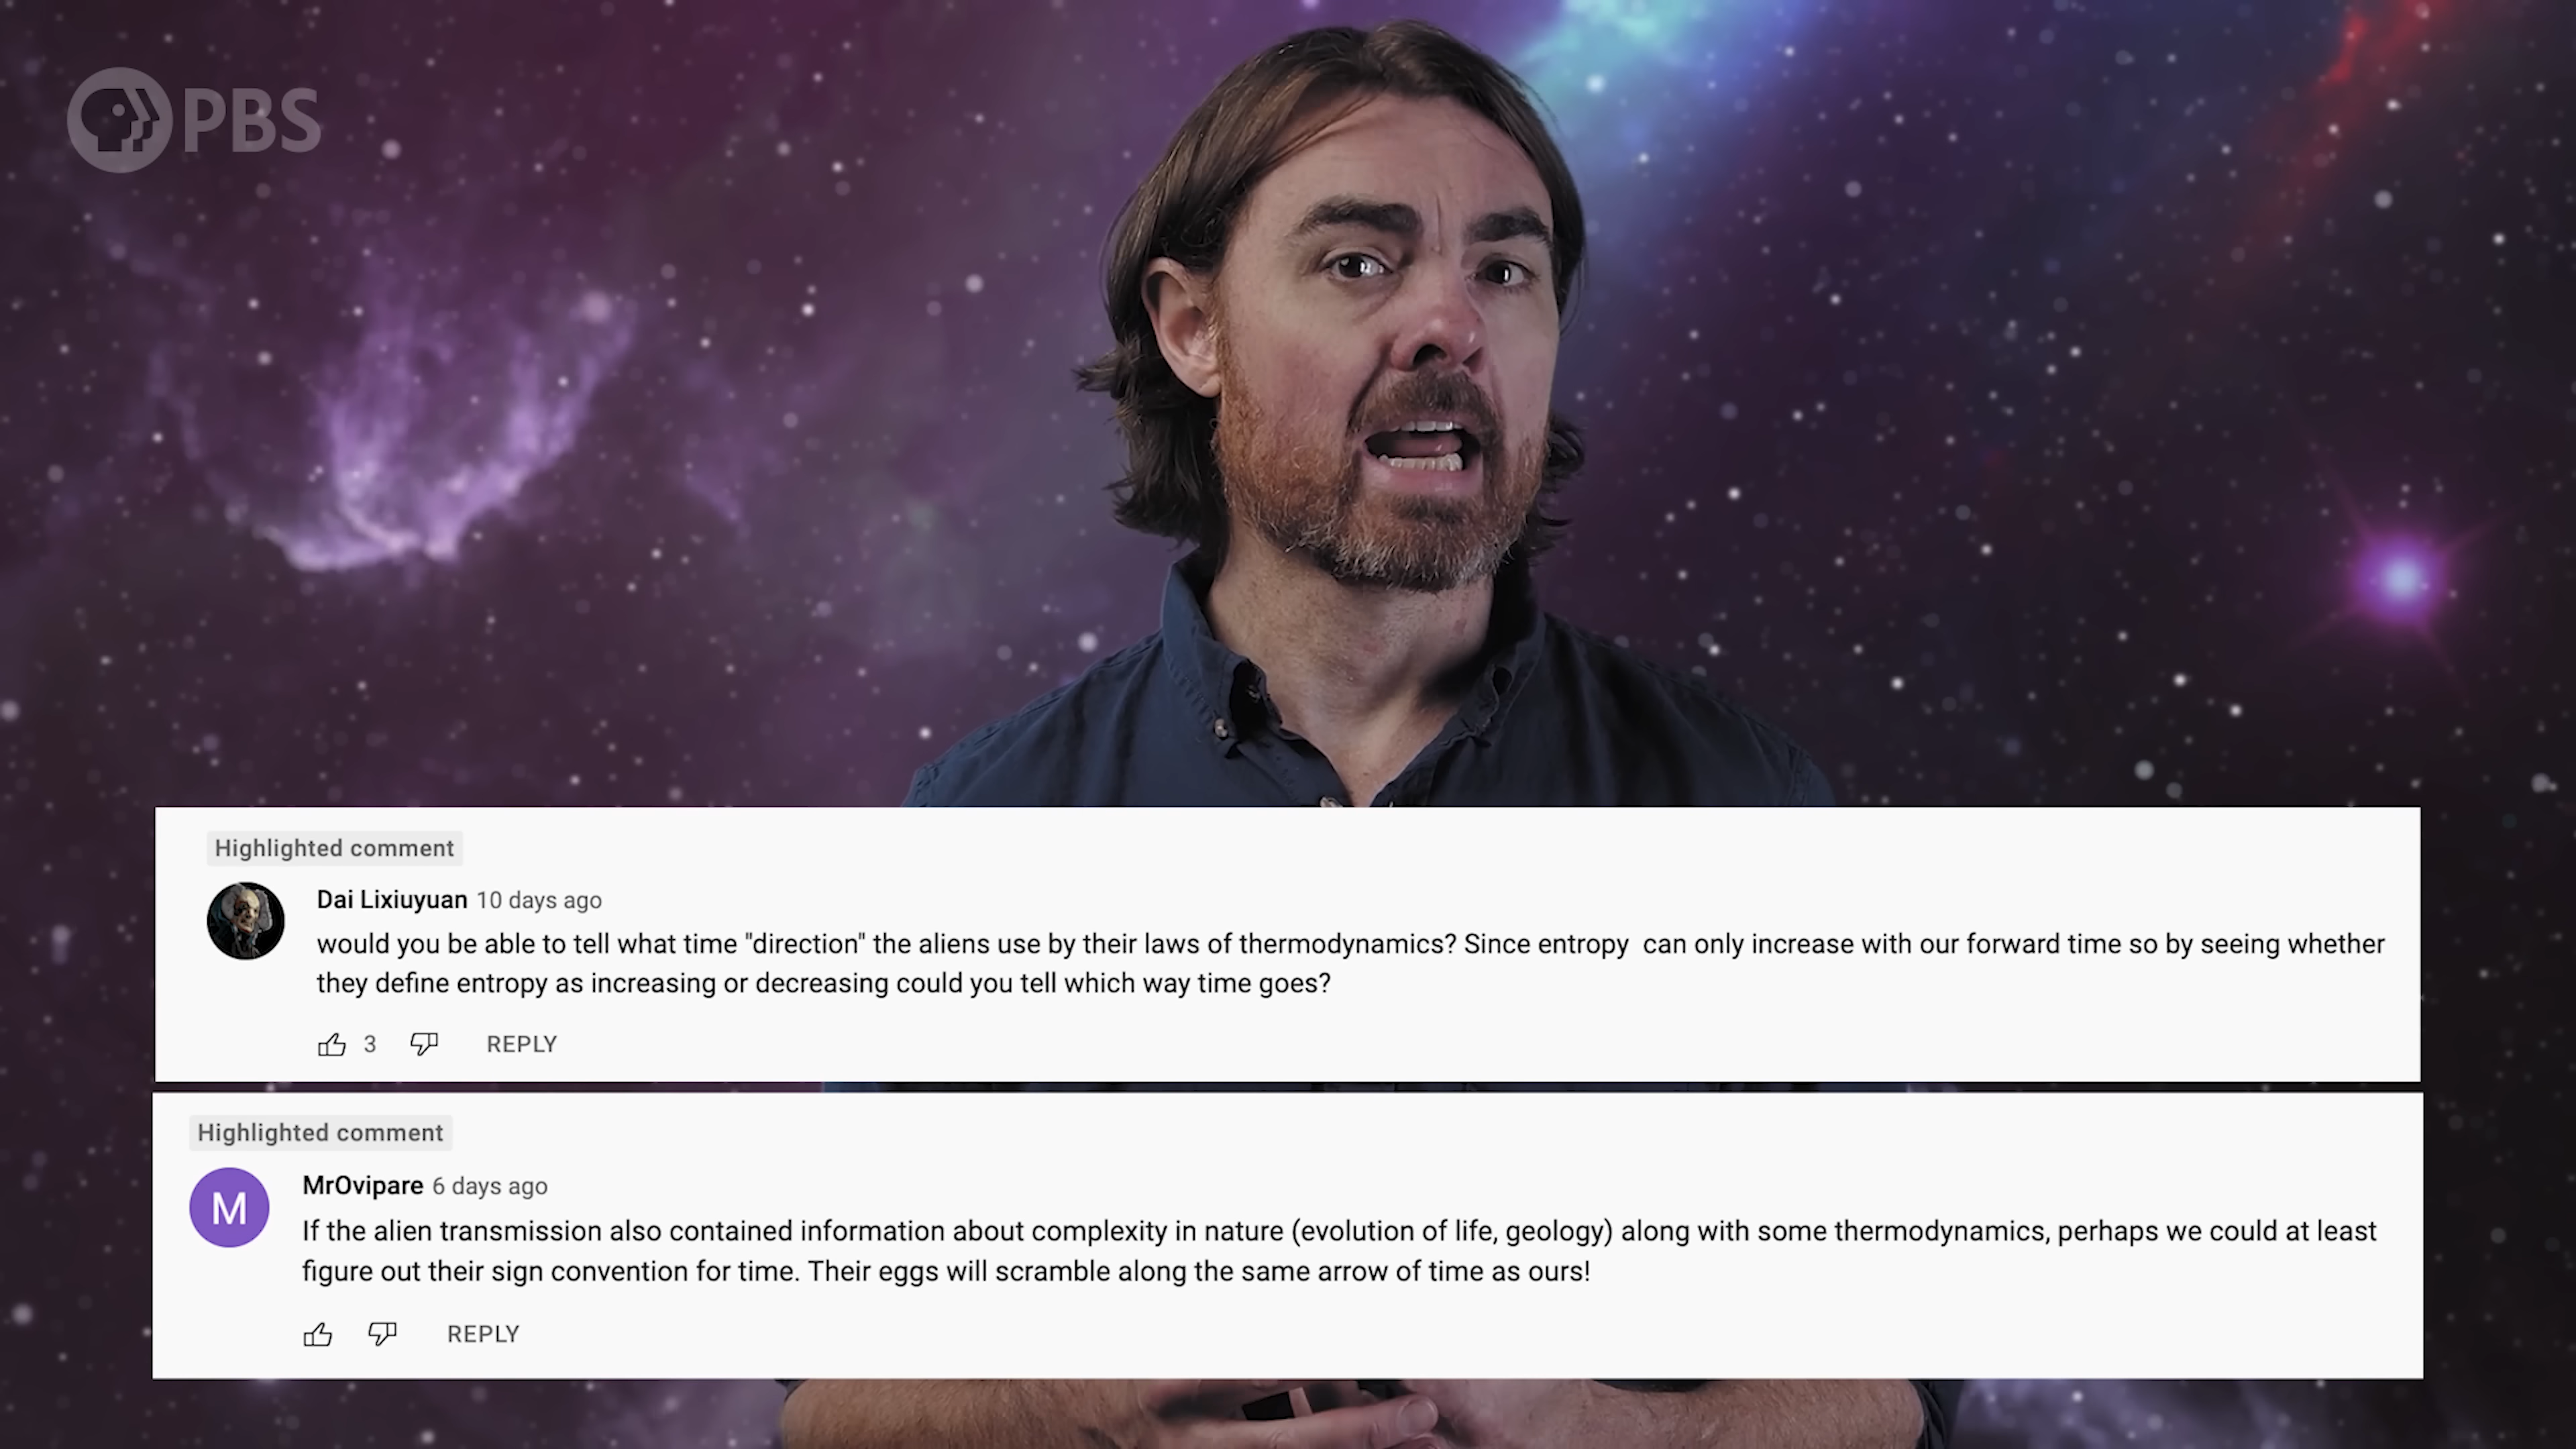 PBS
Highlighted comment
Dai Lixiuyuan 10 days ago
would you be able to tell what time "direction" the aliens use by their laws of thermodynamics? Since entropy  can only increase with our forward time so by seeing whether
they define entropy as increasing or decreasing could you tell which way time goes?
3 REPLY
Highlighted comment
M
MrOvipare 6 days ago
If the alien transmission also contained information about complexity in nature (evolution of life, geology) along with some thermodynamics, perhaps we could at least
figure out their sign convention for time. Their eggs will scramble along the same arrow of time as ours!
REPLY